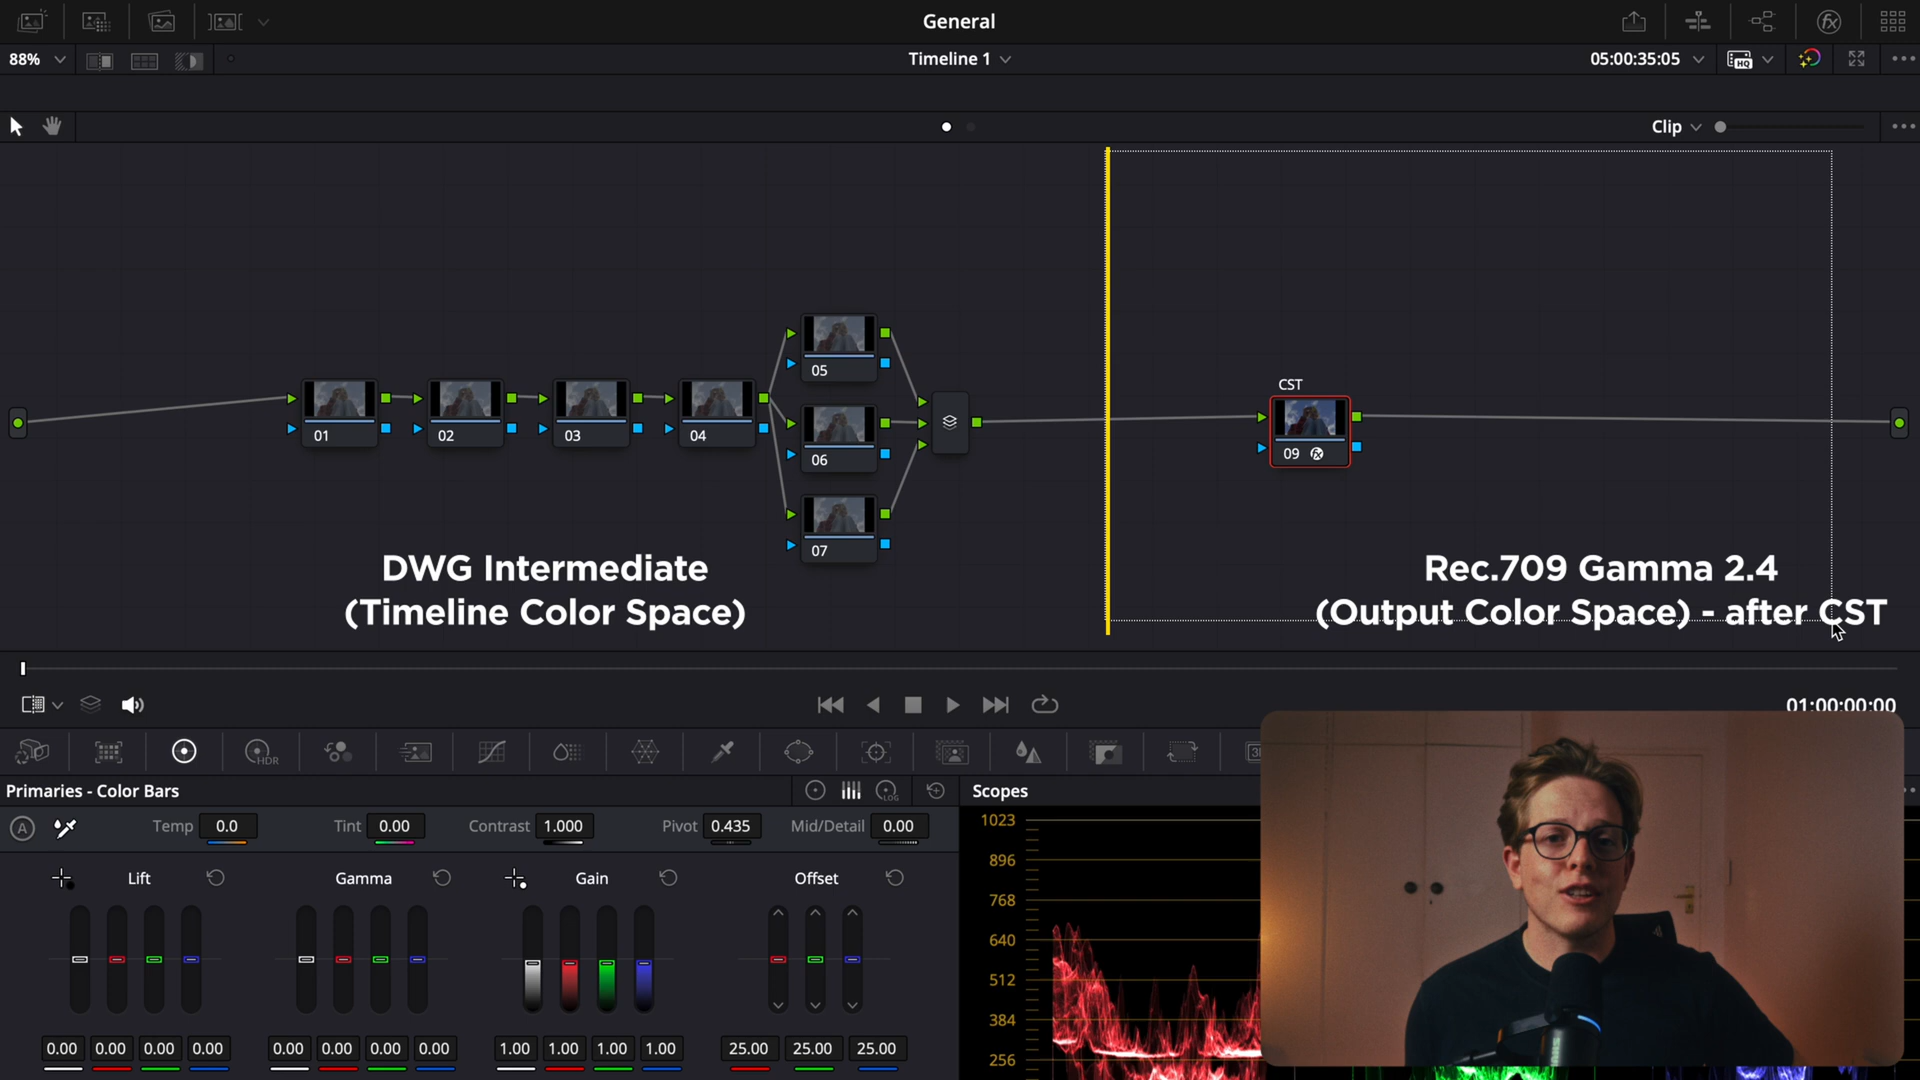 General
88%
Timeline 1
05:00:35:05
HQ
Clip
CST
01
02
03
04
05
06
07
09
DWG Intermediate
(Timeline Color Space)
Rec.709 Gamma 2.4
(Output Color Space) - after CST
01:00:00:00
HDR
Primaries - Color Bars
LOG
Scopes
A
Temp 0.0
Tint 0.00
Contrast 1.000
Pivot 0.435
Mid/Detail 0.00
Lift
Gamma
Gain
Offset
0.00 0.00 0.00 0.00
0.00 0.00 0.00 0.00
1.00 1.00 1.00 1.00
25.00 25.00 25.00
1023
896
768
640
512
384
256